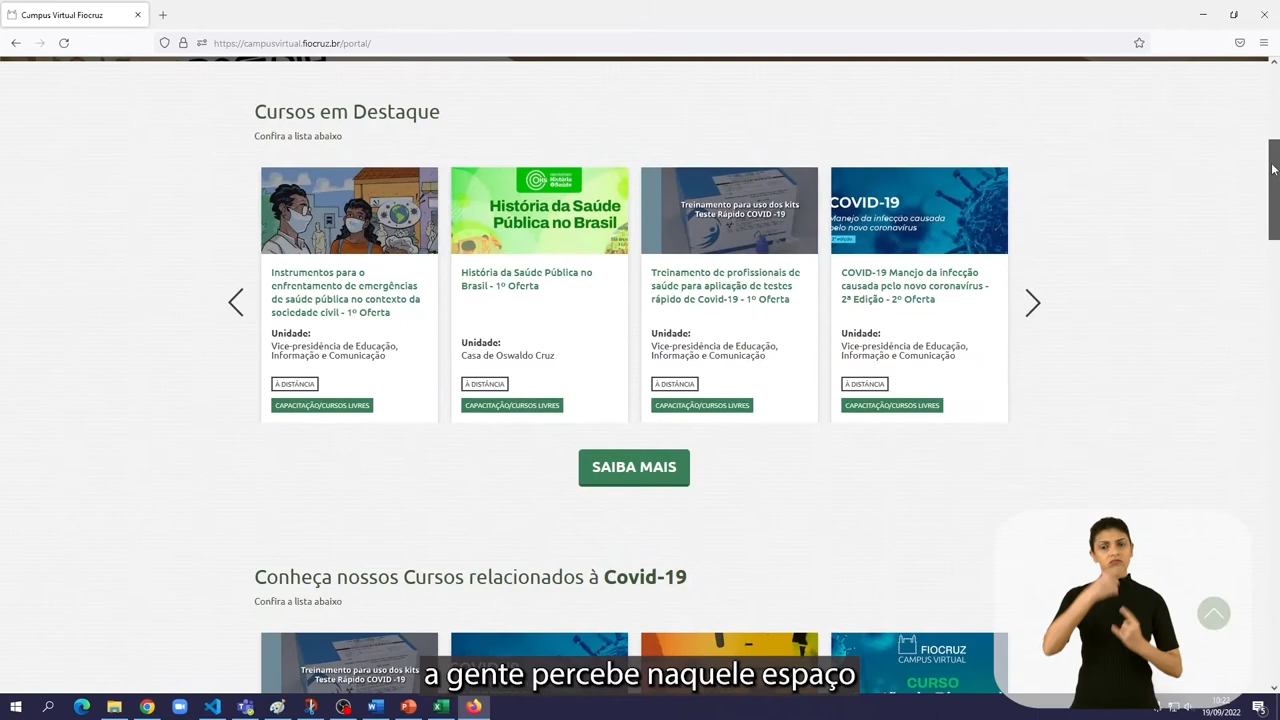 Campus Virtual Fiocruz
https://campusvirtual.fiocruz.br/portal/
Cursos em Destaque
Confira a lista abaixo
História
Saúde
História da Saúde
Pública no Brasil
Treinamento para uso dos kits
Teste Rápido COVID -19
COVID-19
Manejo da infecção causada
pelo novo coronavírus
2ª edição
Instrumentos para o
enfrentamento de emergências
de saúde pública no contexto da
sociedade civil - 1º Oferta
Unidade:
Vice-presidência de Educação,
Informação e Comunicação
À DISTÂNCIA
CAPACITAÇÃO/CURSOS LIVRES
História da Saúde Pública no
Brasil - 1º Oferta
Unidade:
Casa de Oswaldo Cruz
À DISTÂNCIA
CAPACITAÇÃO/CURSOS LIVRES
Treinamento de profissionais de
saúde para aplicação de testes
rápido de Covid-19 - 1º Oferta
Unidade:
Vice-presidência de Educação,
Informação e Comunicação
À DISTÂNCIA
CAPACITAÇÃO/CURSOS LIVRES
COVID-19 Manejo da infecção
causada pelo novo coronavírus -
2ª Edição - 2º Oferta
Unidade:
Vice-presidência de Educação,
Informação e Comunicação
À DISTÂNCIA
CAPACITAÇÃO/CURSOS LIVRES
SAIBA MAIS
Conheça nossos Cursos relacionados à Covid-19
Confira a lista abaixo
Treinamento para uso dos kits
Teste Rápido COVID -19
FIOCRUZ
CAMPUS VIRTUAL
CURSO
a gente percebe naquele espaço
10:22
19/09/2022